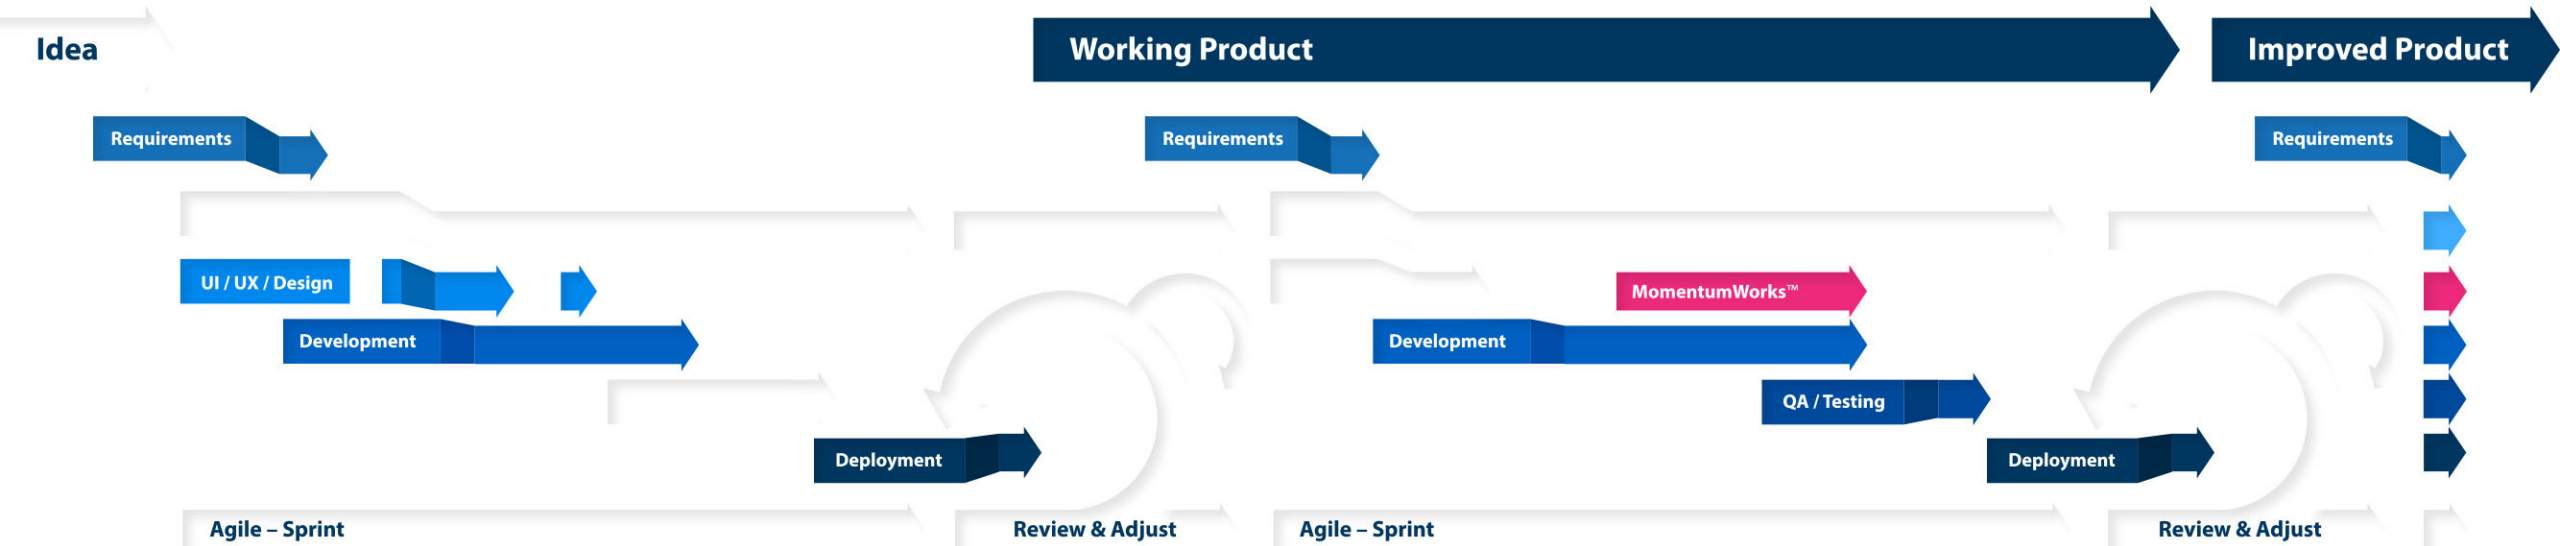 Idea
Working Product
Improved Product
Requirements
Requirements
Requirements
UI / UX / Design
MomentumWorks™
Development
Development
QA / Testing
Deployment
Deployment
Agile – Sprint
Review & Adjust
Agile – Sprint
Review & Adjust